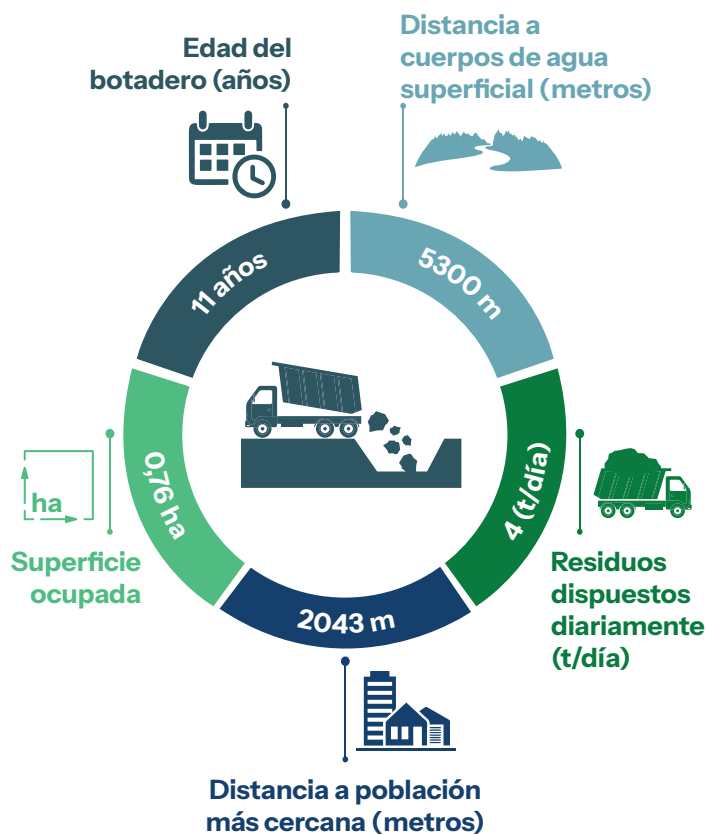 Edad del
botadero (años)
Distancia a
cuerpos de agua
superficial (metros)
11 años
5300 m
0,76 ha
4 (t/día)
2043 m
ha
Superficie
ocupada
Residuos
dispuestos
diariamente
(t/día)
Distancia a población
más cercana (metros)